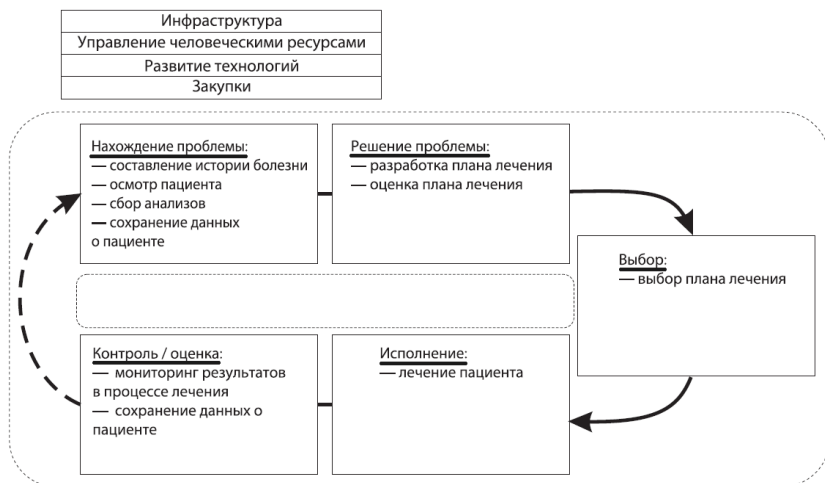 Инфраструктура
Управление человеческими ресурсами
Развитие технологий
Закупки
Нахождение проблемы:
— составление истории болезни
— осмотр пациента
— сбор анализов
— сохранение данных
о пациенте
Решение проблемы:
— разработка плана лечения
— оценка плана лечения
Выбор:
— выбор плана лечения
Контроль / оценка:
— мониторинг результатов
в процессе лечения
— сохранение данных о
пациенте
Исполнение:
— лечение пациента